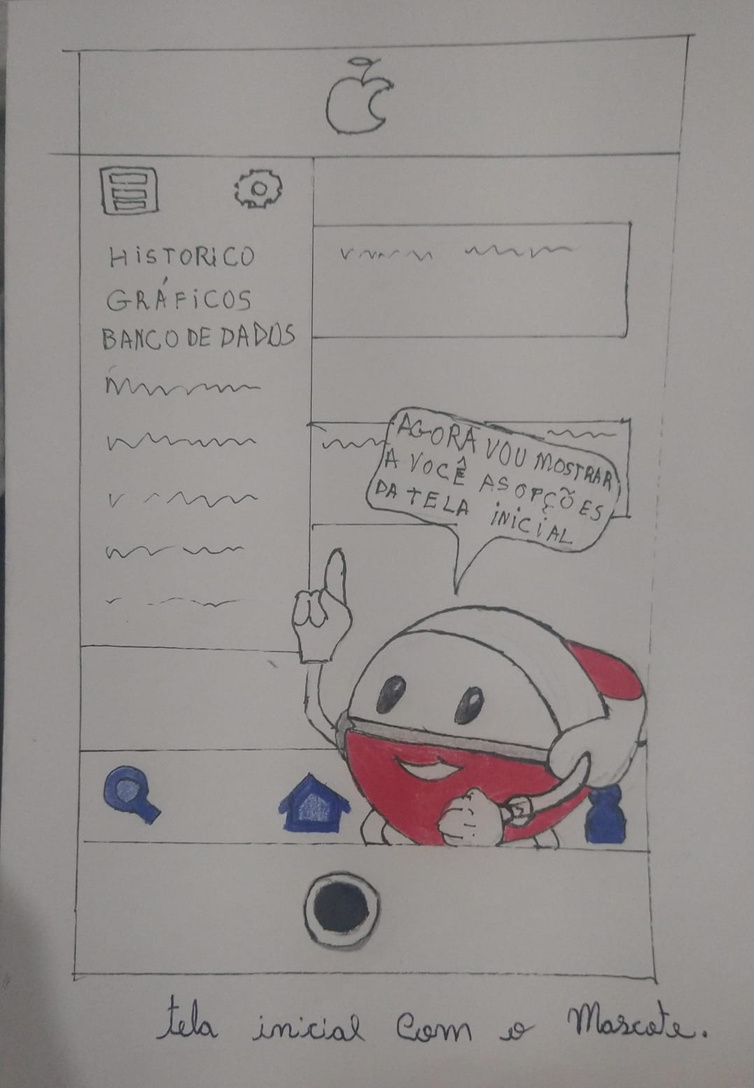 HISTORICO
GRÁFICOS
BANCO DE DADOS
AGORA VOU MOSTRAR
A VOCÊ AS OPÇÕES
DA TELA INICIAL
tela inicial Com o Mascote.